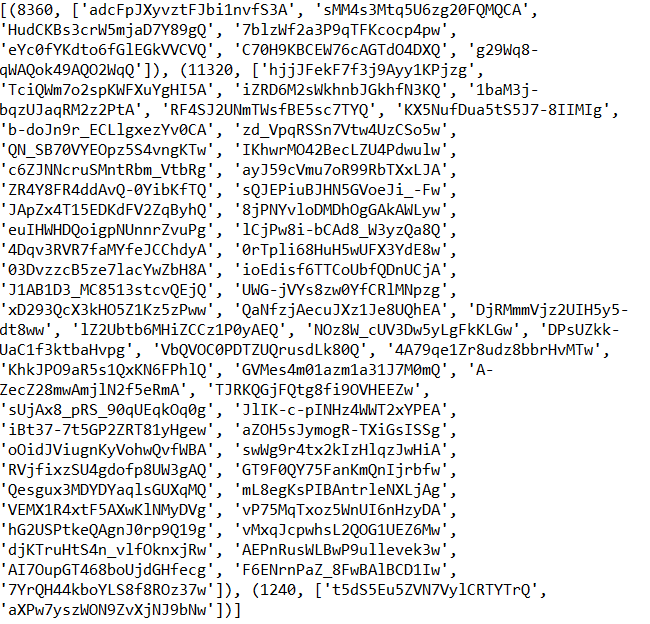 [(8360, ['adcFpJXyvztFJbi1nvfS3A', 'sMM4s3Mtq5U6zg20FQMQCA',
'HudCKBs3crW5mjaD7Y89gQ', '7blzWf2a3P9qTFKcocp4pw',
'eYc0fYKdto6fGlEGkVVCVQ', 'C70H9KBCEW76cAGTdO4DXQ', 'g29Wq8-
qWAQok49AQO2WqQ']), (11320, ['hjjJFekF7f3j9Ayy1KPjzg',
'TciQWm7o2spKWFXuYgHI5A', 'iZRD6M2sWkhnbJGkhfN3KQ', '1baM3j-
bqzUJaqRM2z2PtA', 'RF4SJ2UNmTWsfBE5sc7TYQ', 'KX5NufDua5tS5J7-8IIMIg',
'b-doJn9r_ECLlgxezYv0CA', 'zd_VpqRSSn7Vtw4UzCSo5w',
'QN_SB70VYEOpz5S4vngKTw', 'IKhwrMO42BecLZU4Pdwulw',
'c6ZJNNcruSMntRbm_VtbRg', 'ayJ59cVmu7oR99RbTXxLJA',
'ZR4Y8FR4ddAvQ-0YibKfTQ', 'sQJEPiuBJHN5GVoeJi_-Fw',
'JApZx4T15EDKdFV2ZqByhQ', '8jPNYvloDMDhOgGAkAWLyw',
'euIHWHDQoigpNUnnrZvuPg', 'lCjPw8i-bCAd8_W3yzQa8Q',
'4Dqv3RVR7faMYfeJCChdyA', '0rTpli68HuH5wUFX3YdE8w',
'03DvzzcB5ze7lacYwZbH8A', 'ioEdisf6TTCoUbfQDnUCjA',
'J1AB1D3_MC8513stcvQEjQ', 'UWG-jVYs8zw0YfCRlMNpzg',
'xD293QcX3kHO5Z1Kz5zPww', 'QaNfzjAecuJXz1Je8UQhEA', 'DjRMmmVjz2UIH5y5-
dt8ww', 'lZ2Ubtb6MHiZCCz1P0yAEQ', 'NOz8W_cUV3Dw5yLgFkKLGw', 'DPsUZkk-
UaC1f3ktbaHvpg', 'VbQVOC0PDTZUQrusdLk80Q', '4A79qe1Zr8udz8bbrHvMTw',
'KhkJPO9aR5s1QxKN6FPhlQ', 'GVMes4m01azm1a31J7M0mQ', 'A-
ZecZ28mwAmjlN2f5eRmA', 'TJRKQGjFQtg8fi9OVHEEZw',
'sUjAx8_pRS_90qUEqkOq0g', 'JlIK-c-pINHz4WWT2xYPEA',
'iBt37-7t5GP2ZRT81yHgew', 'aZOH5sJymogR-TXiGsISSg',
'oOidJViugnKyVohwQvfWBA', 'swWg9r4tx2kIzHlqzJwHiA',
'RVjfixzSU4gdofp8UW3gAQ', 'GT9F0QY75FanKmQnIjrbfw',
'Qesgux3MDYDYaqlsGUXqMQ', 'mL8egKsPIBAntrleNXLjAg',
'VEMX1R4xtF5AXwKlNMyDVg', 'vP75MqTxoz5WnUI6nHzyDA',
'hG2USPtkeQAgnJ0rp9Q19g', 'vMxqJcpwhsL2QOG1UEZ6Mw',
'djKTruHtS4n_vlfOknxjRw', 'AEPnRusWLBwP9ullevek3w',
'AI7OupGT468boUjdGHfecg', 'F6ENrnPaZ_8FwBAlBCD1Iw',
'7YrQH44kboYLS8f8ROz37w']), (1240, ['t5dS5Eu5ZVN7VylCRTYTrQ',
'aXPw7yszWON9ZvXjNJ9bNw'])]